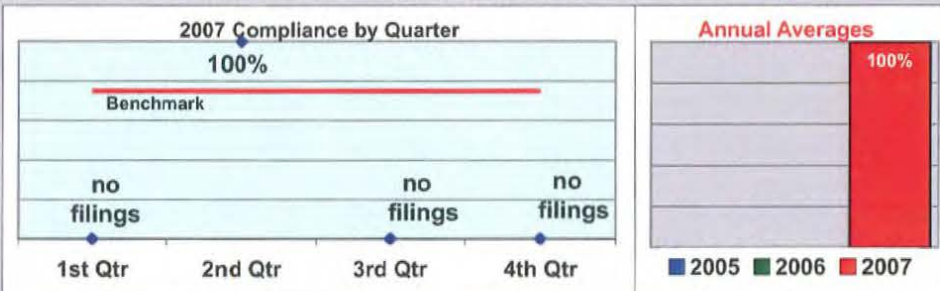 2007 Compliance by Quarter
100%
Benchmark
no
filings
no
filings
no
filings
1st Qtr
2nd Qtr
3rd Qtr
4th Qtr
Annual Averages
100%
2005
2006
2007